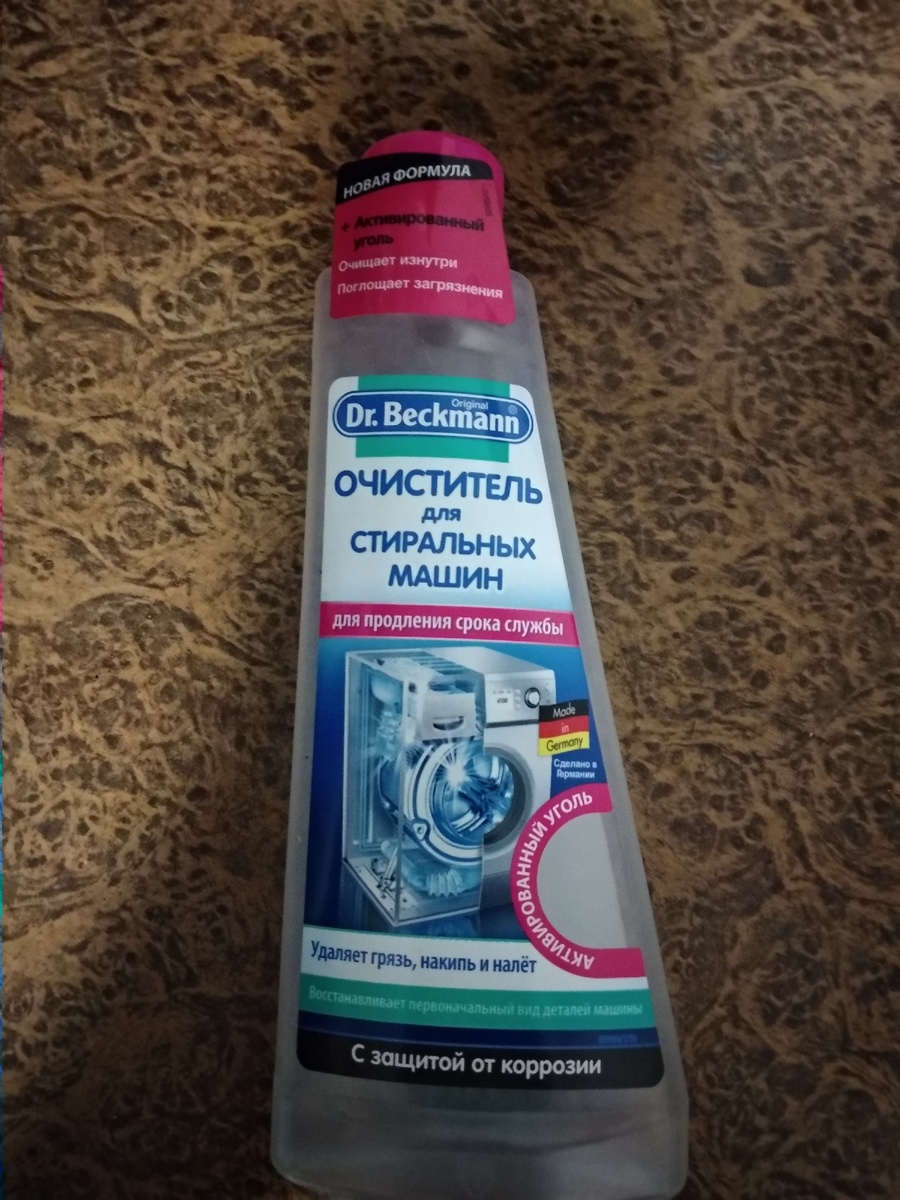 НОВАЯ ФОРМУЛА
+ Активированный
уголь
Очищает изнутри
Поглощает загрязнения
Original
Dr. Beckmann®
ОЧИСТИТЕЛЬ
для
СТИРАЛЬНЫХ
МАШИН
для продления срока службы
Made
in
Germany
Сделано в
Германии
АКТИВИРОВАННЫЙ УГОЛЬ
Удаляет грязь, накипь и налёт
Восстанавливает первоначальный вид деталей машины
С защитой от коррозии